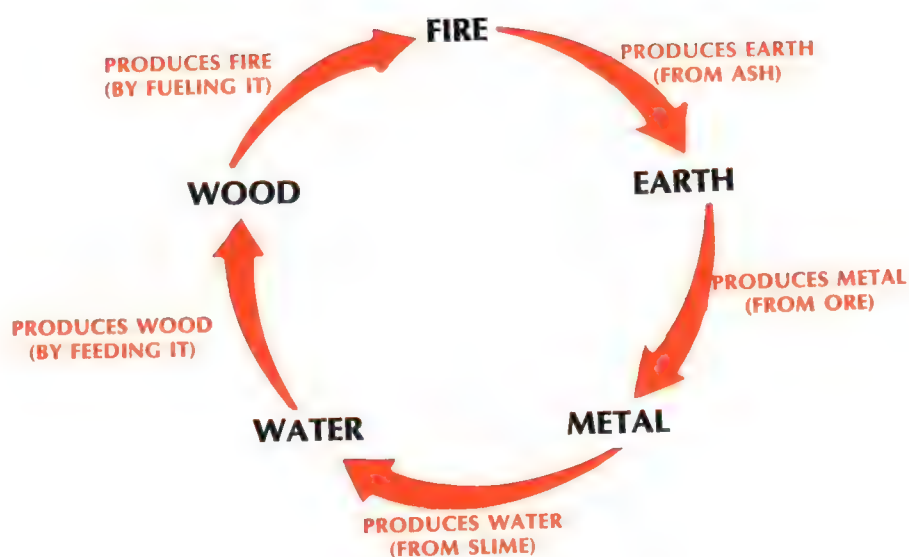 FIRE
PRODUCES EARTH
(FROM ASH)
EARTH
PRODUCES METAL
(FROM ORE)
METAL
PRODUCES WATER
(FROM SLIME)
WATER
PRODUCES WOOD
(BY FEEDING IT)
WOOD
PRODUCES FIRE
(BY FUELING IT)